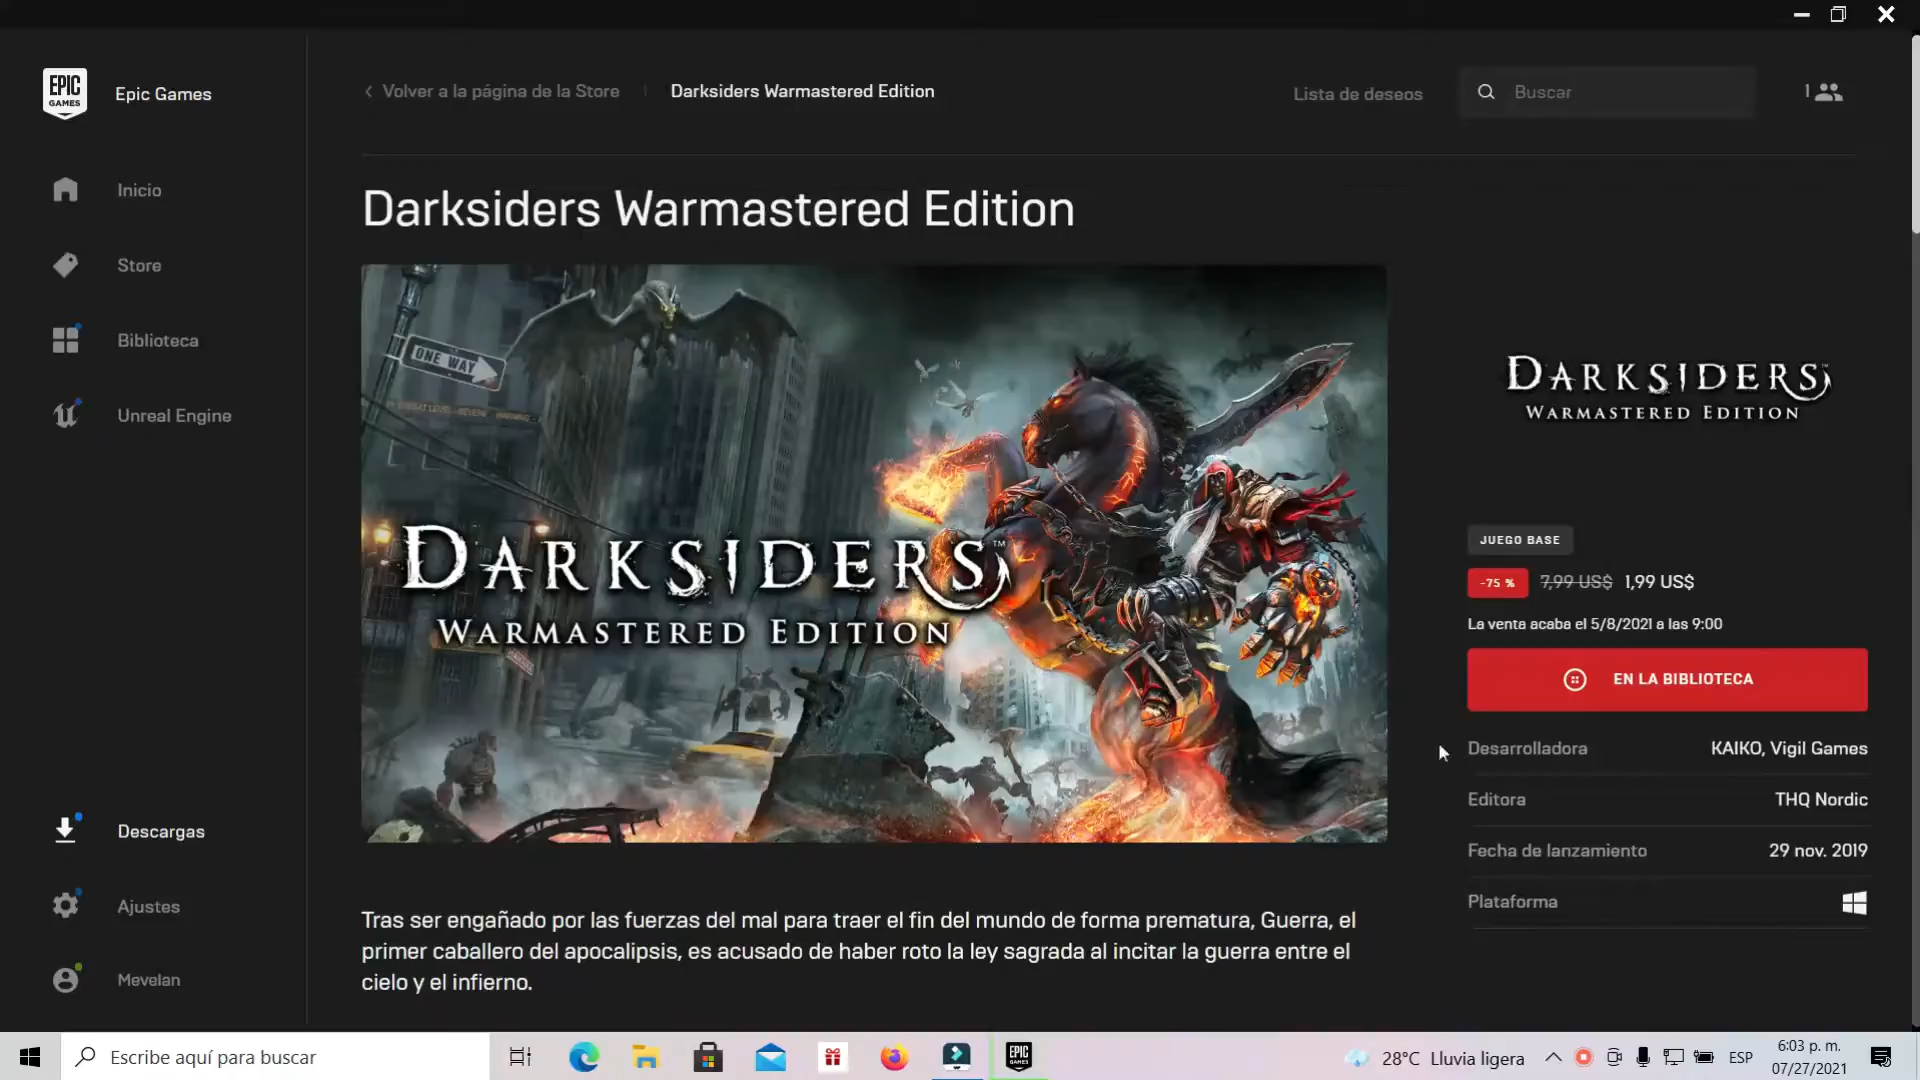 EPIC GAMES
Epic Games
Volver a la página de la Store
Darksiders Warmastered Edition
Lista de deseos
Buscar
1
Inicio
Store
Biblioteca
Unreal Engine
Descargas
Ajustes
Mevelan
Darksiders Warmastered Edition
ONE WAY
DARKSIDERS™
WARMASTERED EDITION
DARKSIDERS™
WARMASTERED EDITION
JUEGO BASE
-75 % 7,99 US$ 1,99 US$
La venta acaba el 5/8/2021 a las 9:00
EN LA BIBLIOTECA
Desarrolladora KAIKO, Vigil Games
Editora THQ Nordic
Fecha de lanzamiento 29 nov. 2019
Plataforma
Tras ser engañado por las fuerzas del mal para traer el fin del mundo de forma prematura, Guerra, el
primer caballero del apocalipsis, es acusado de haber roto la ley sagrada al incitar la guerra entre el
cielo y el infierno.
Escribe aquí para buscar
EPIC GAMES
28°C Lluvia ligera
ESP
6:03 p. m.
07/27/2021